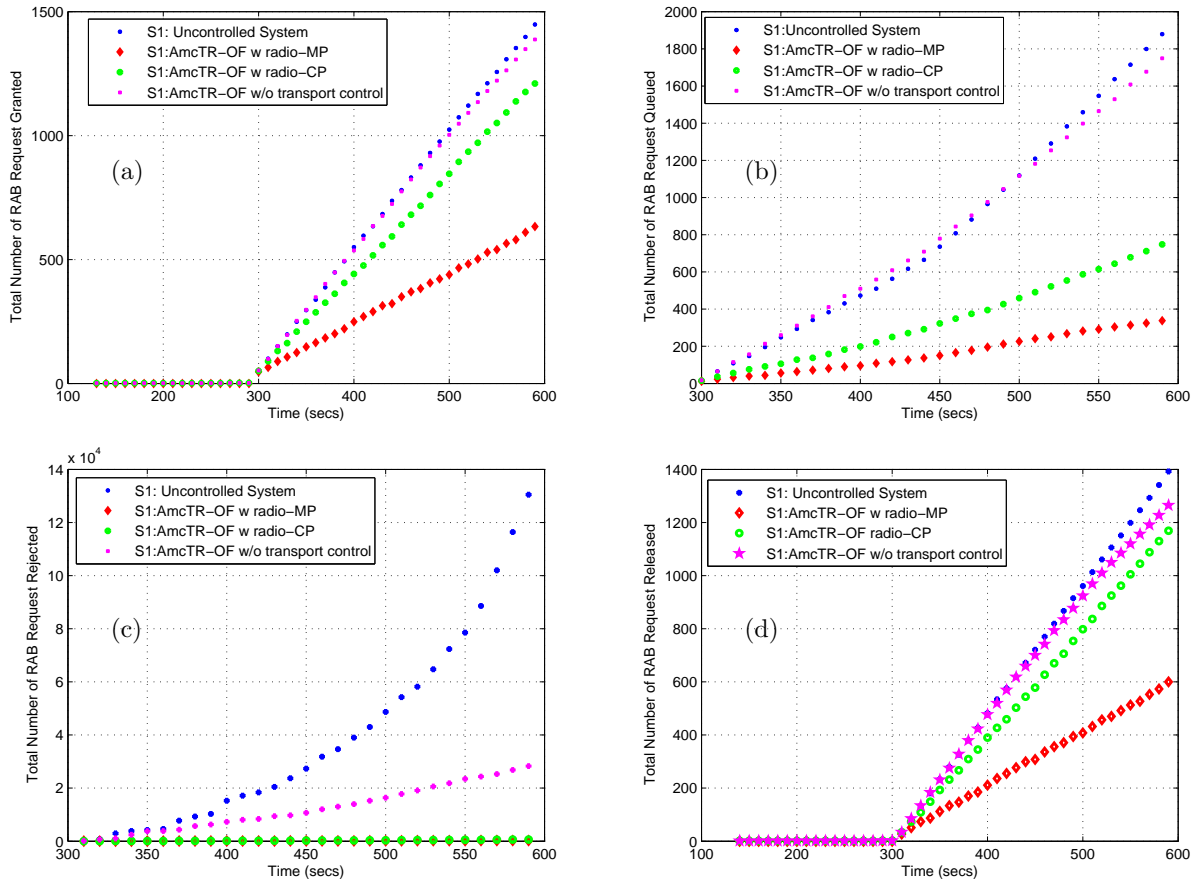 1500
1000
500
0
100 200 300 400 500 600
Time (secs)
Total Number of RAB Request Granted
S1: Uncontrolled System
S1:AmcTR−OF w radio−MP
S1:AmcTR−OF w radio−CP
S1:AmcTR−OF w/o transport control
(a)
2000
1800
1600
1400
1200
1000
800
600
400
200
0
300 350 400 450 500 550 600
Time (secs)
Total Number of RAB Request Queued
S1:Uncontrolled System
S1:AmcTR−OF w radio−MP
S1:AmcTR−OF w radio−CP
S1:AmcTR−OF w/o transport control
(b)
x 10⁴
14
12
10
8
6
4
2
0
300 350 400 450 500 550 600
Time (secs)
Total Number of RAB Request Rejected
S1: Uncontrolled System
S1:AmcTR−OF w radio−MP
S1:AmcTR−OF w radio−CP
S1:AmcTR−OF w/o transport control
(c)
1400
1200
1000
800
600
400
200
0
100 200 300 400 500 600
Time (secs)
Total Number of RAB Request Released
S1: Uncontrolled System
S1:AmcTR−OF w radio−MP
S1:AmcTR−OF radio−CP
S1:AmcTR−OF w/o transport control
(d)